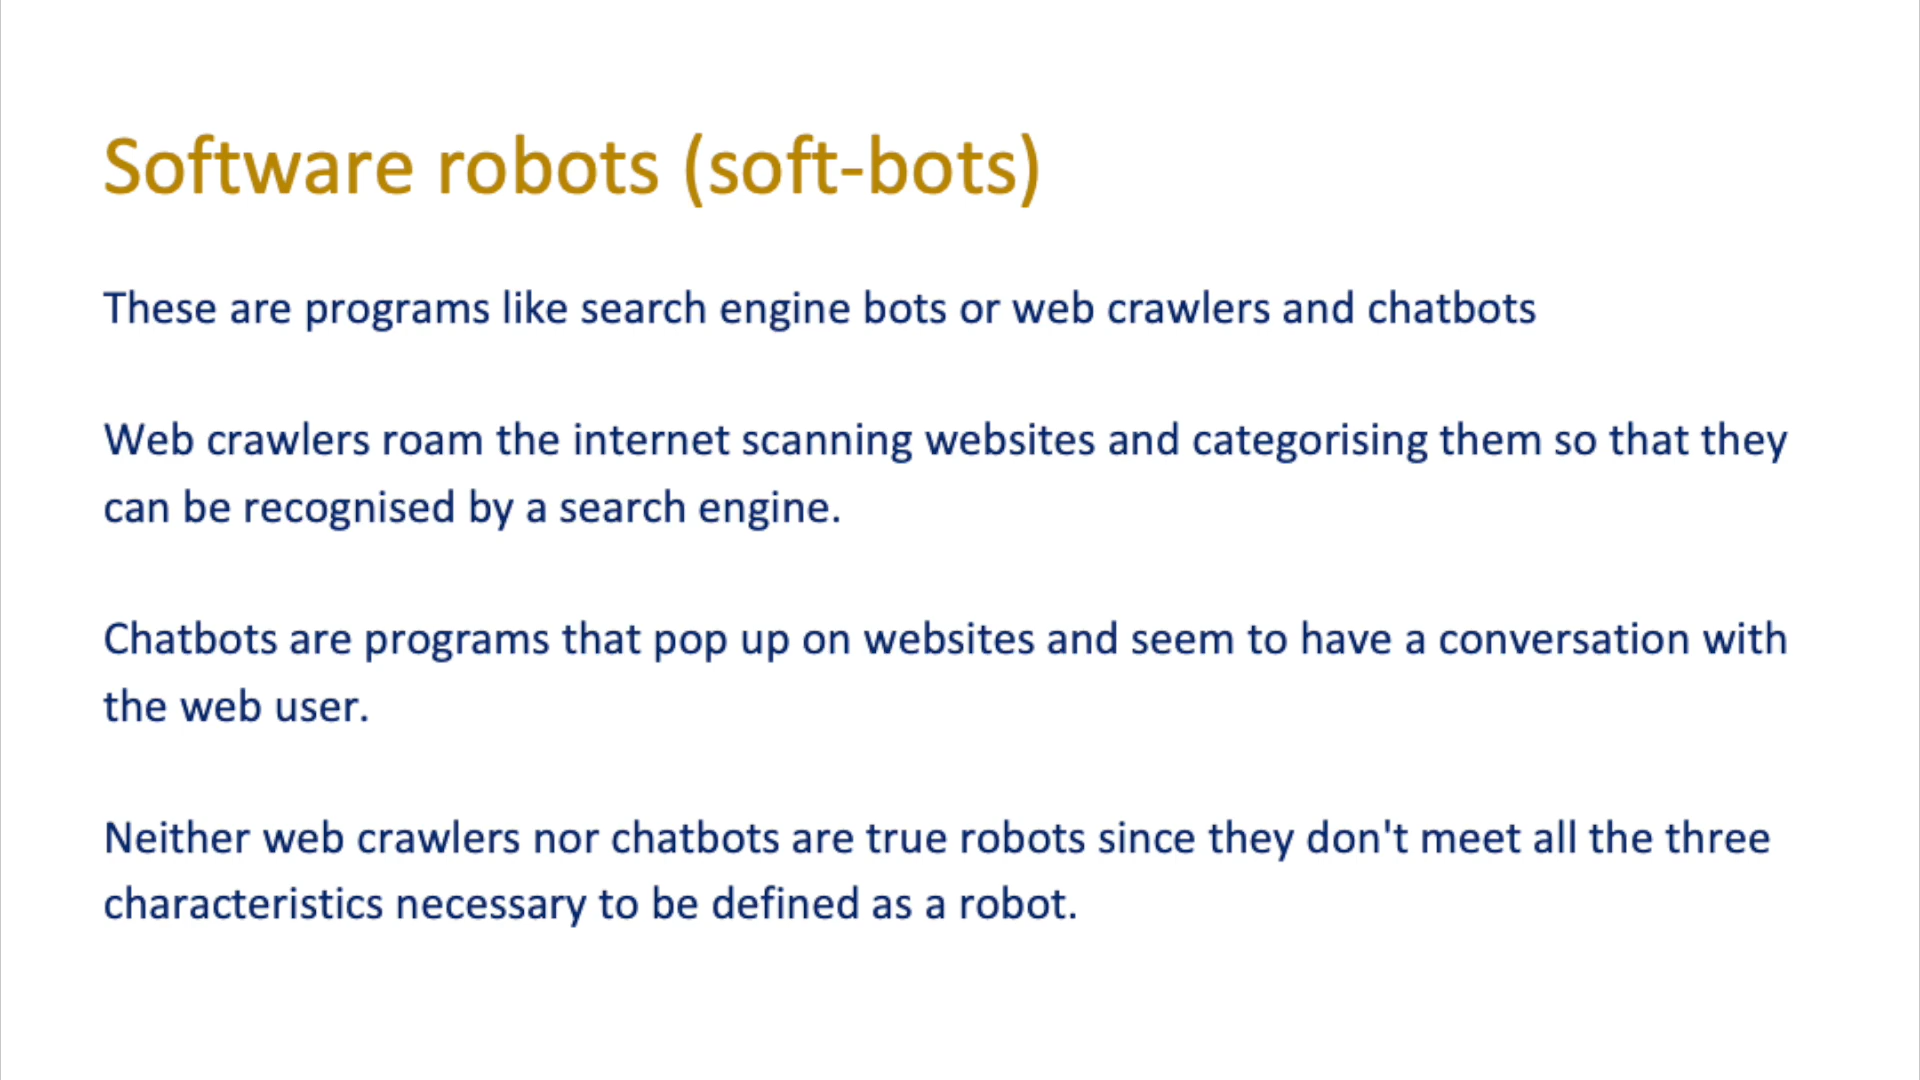 Software robots (soft-bots)
These are programs like search engine bots or web crawlers and chatbots
Web crawlers roam the internet scanning websites and categorising them so that they
can be recognised by a search engine.
Chatbots are programs that pop up on websites and seem to have a conversation with
the web user.
Neither web crawlers nor chatbots are true robots since they don't meet all the three
characteristics necessary to be defined as a robot.